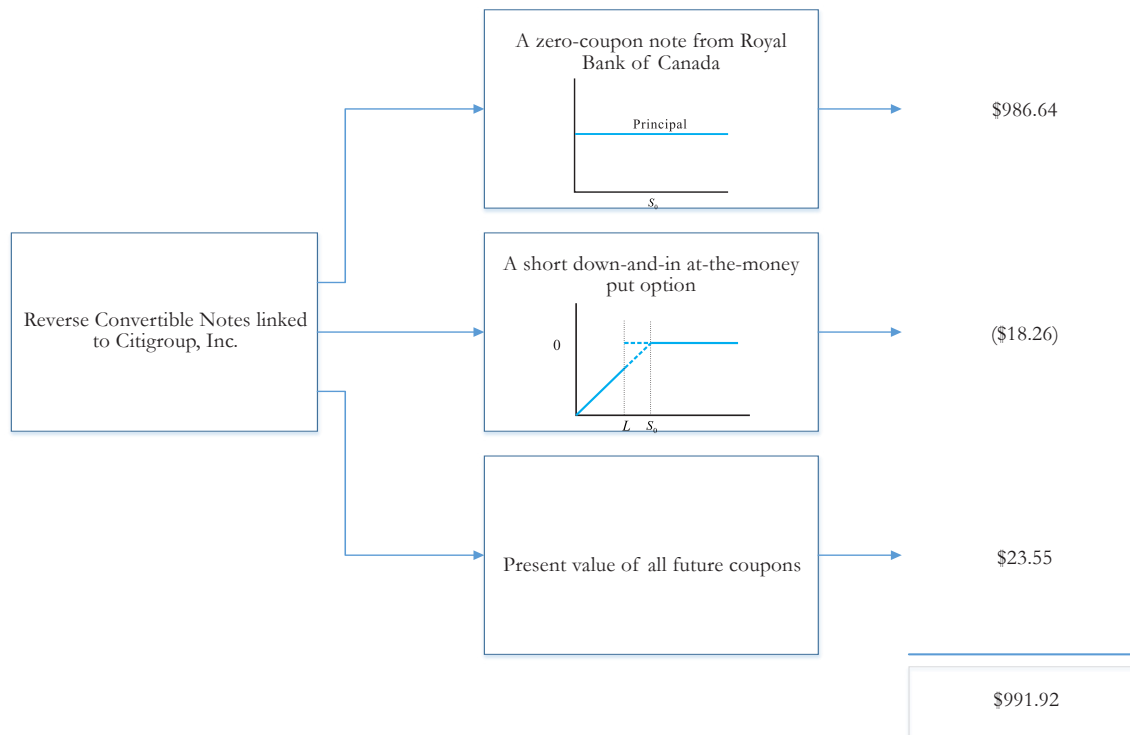 A zero-coupon note from Royal
Bank of Canada
Principal
S₀
$986.64
Reverse Convertible Notes linked
to Citigroup, Inc.
A short down-and-in at-the-money
put option
0
L S₀
($18.26)
Present value of all future coupons
$23.55
$991.92